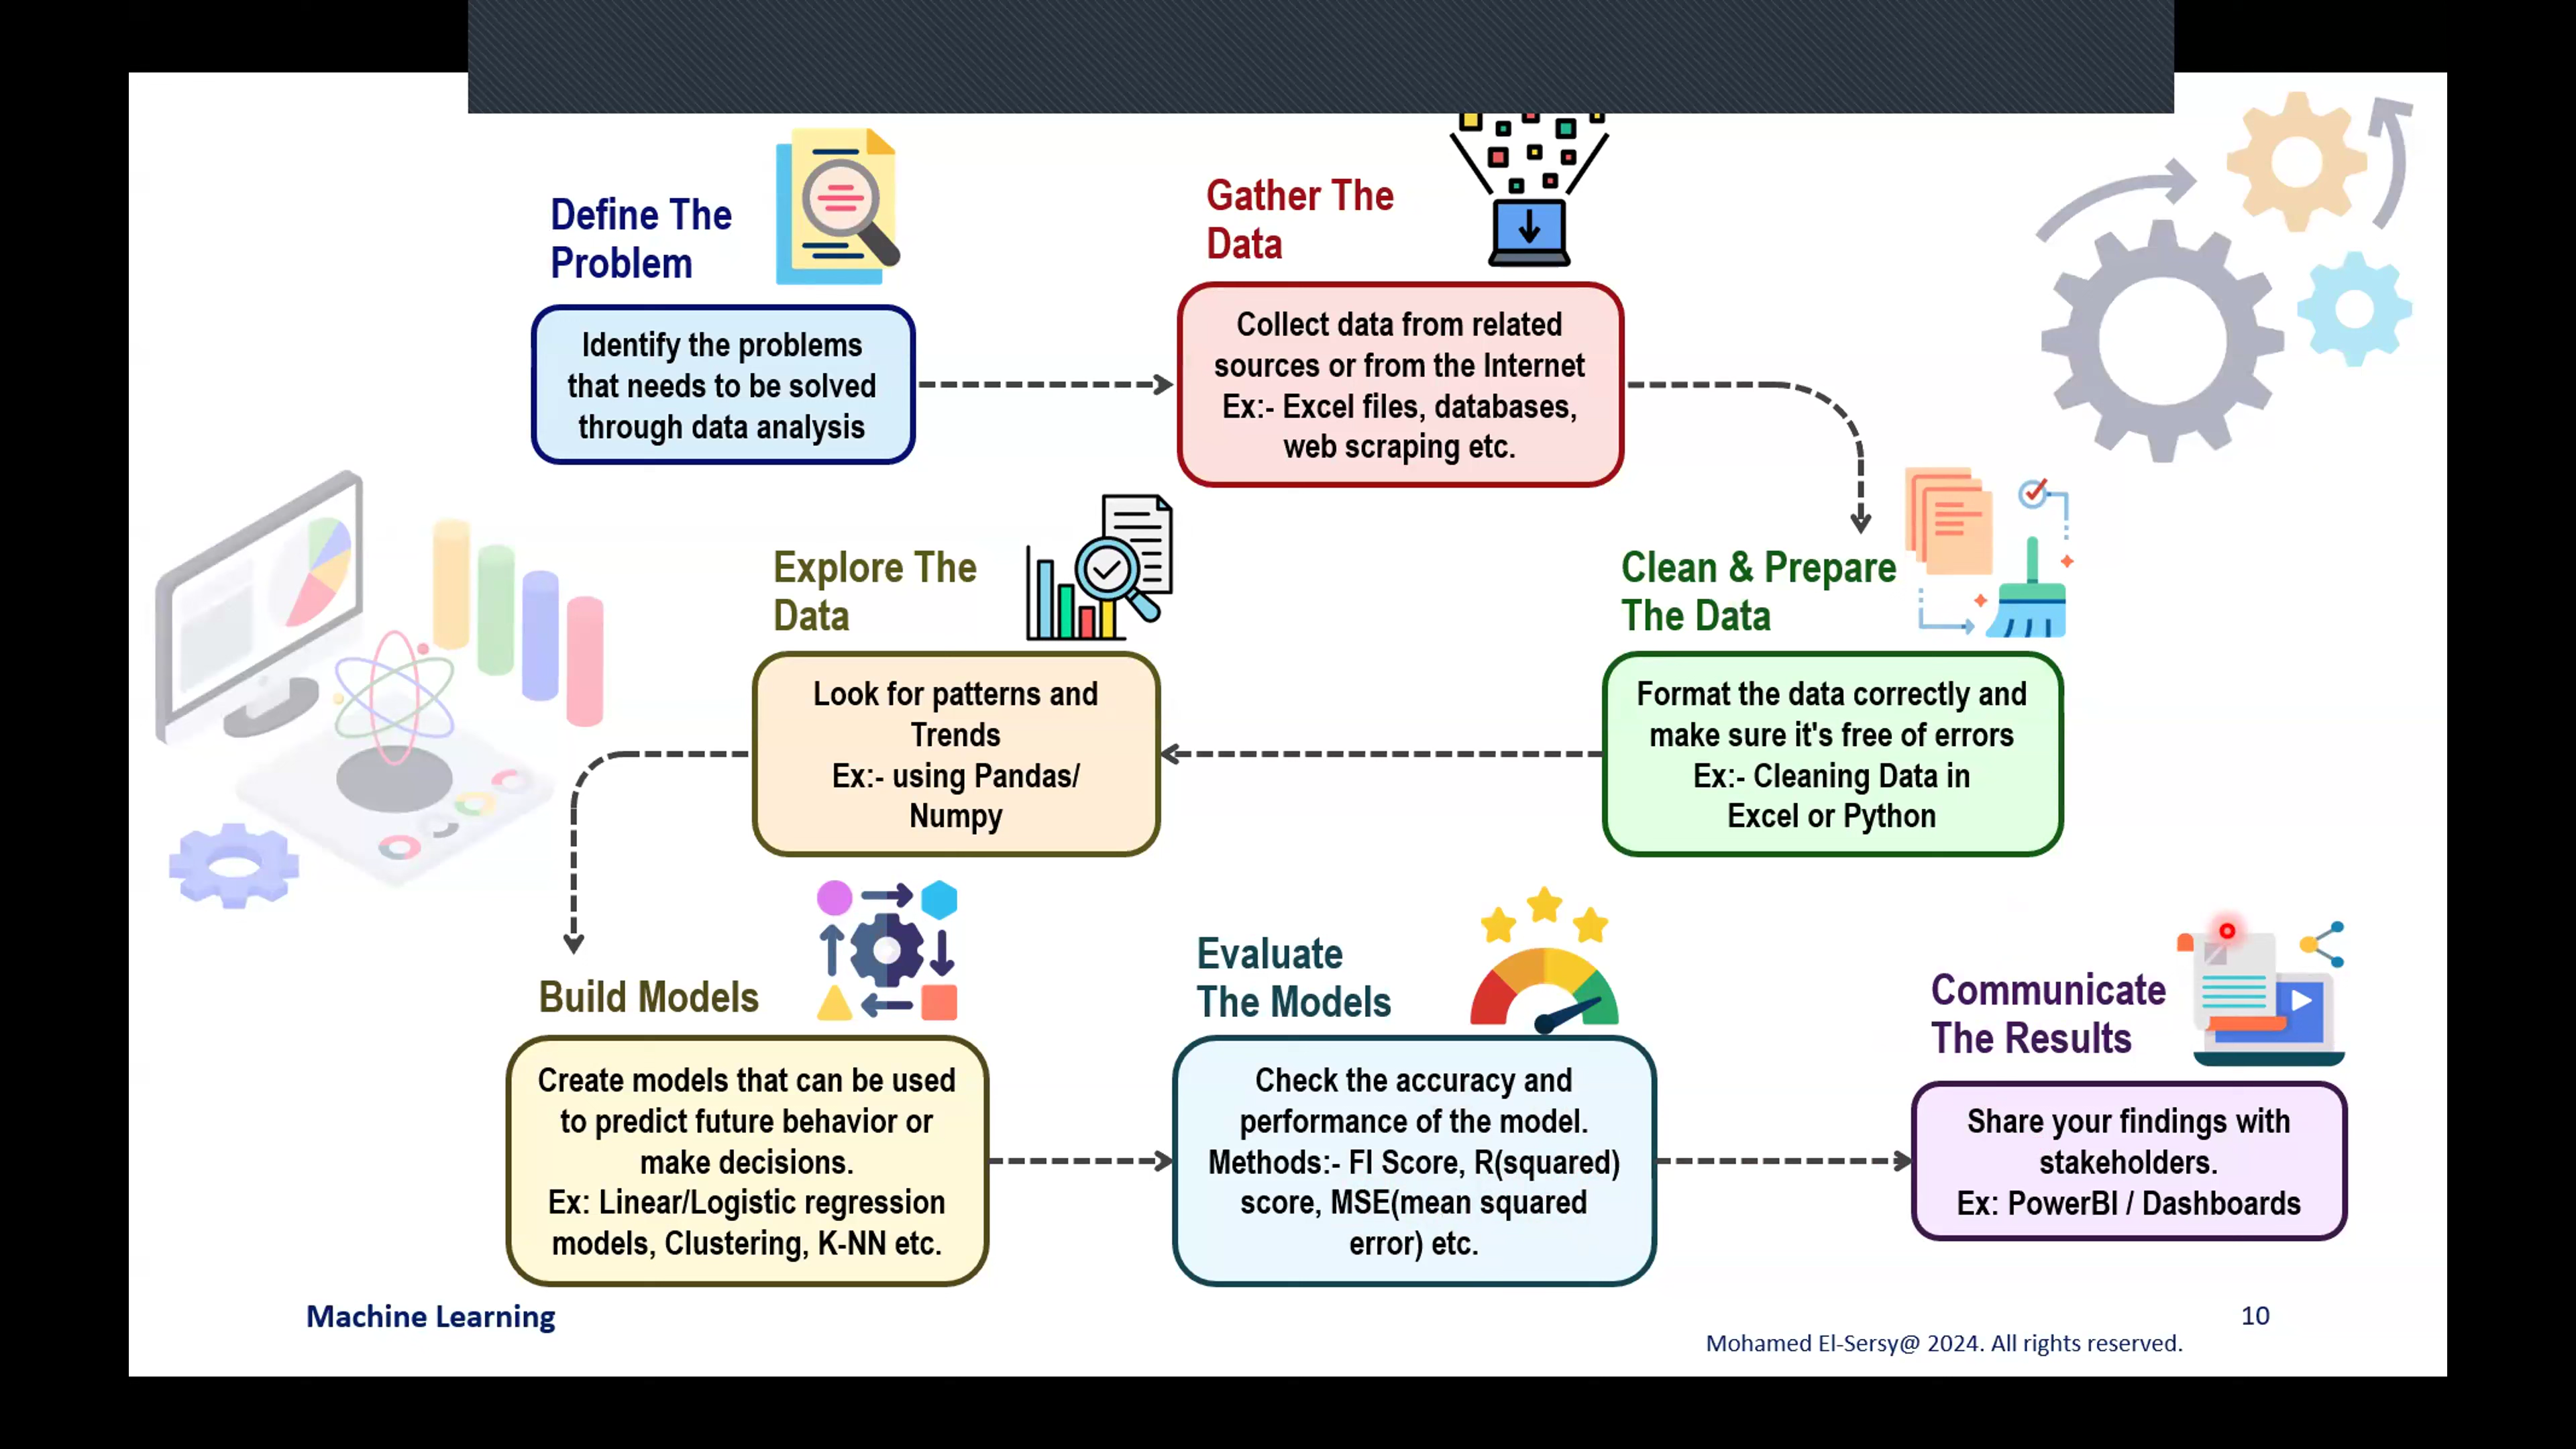 Define The
Problem
Identify the problems
that needs to be solved
through data analysis
Gather The
Data
Collect data from related
sources or from the Internet
Ex:- Excel files, databases,
web scraping etc.
Clean & Prepare
The Data
Format the data correctly and
make sure it's free of errors
Ex:- Cleaning Data in
Excel or Python
Explore The
Data
Look for patterns and
Trends
Ex:- using Pandas/
Numpy
Build Models
Create models that can be used
to predict future behavior or
make decisions.
Ex: Linear/Logistic regression
models, Clustering, K-NN etc.
Evaluate
The Models
Check the accuracy and
performance of the model.
Methods:- FI Score, R(squared)
score, MSE(mean squared
error) etc.
Communicate
The Results
Share your findings with
stakeholders.
Ex: PowerBI / Dashboards
Machine Learning
10
Mohamed El-Sersy@ 2024. All rights reserved.